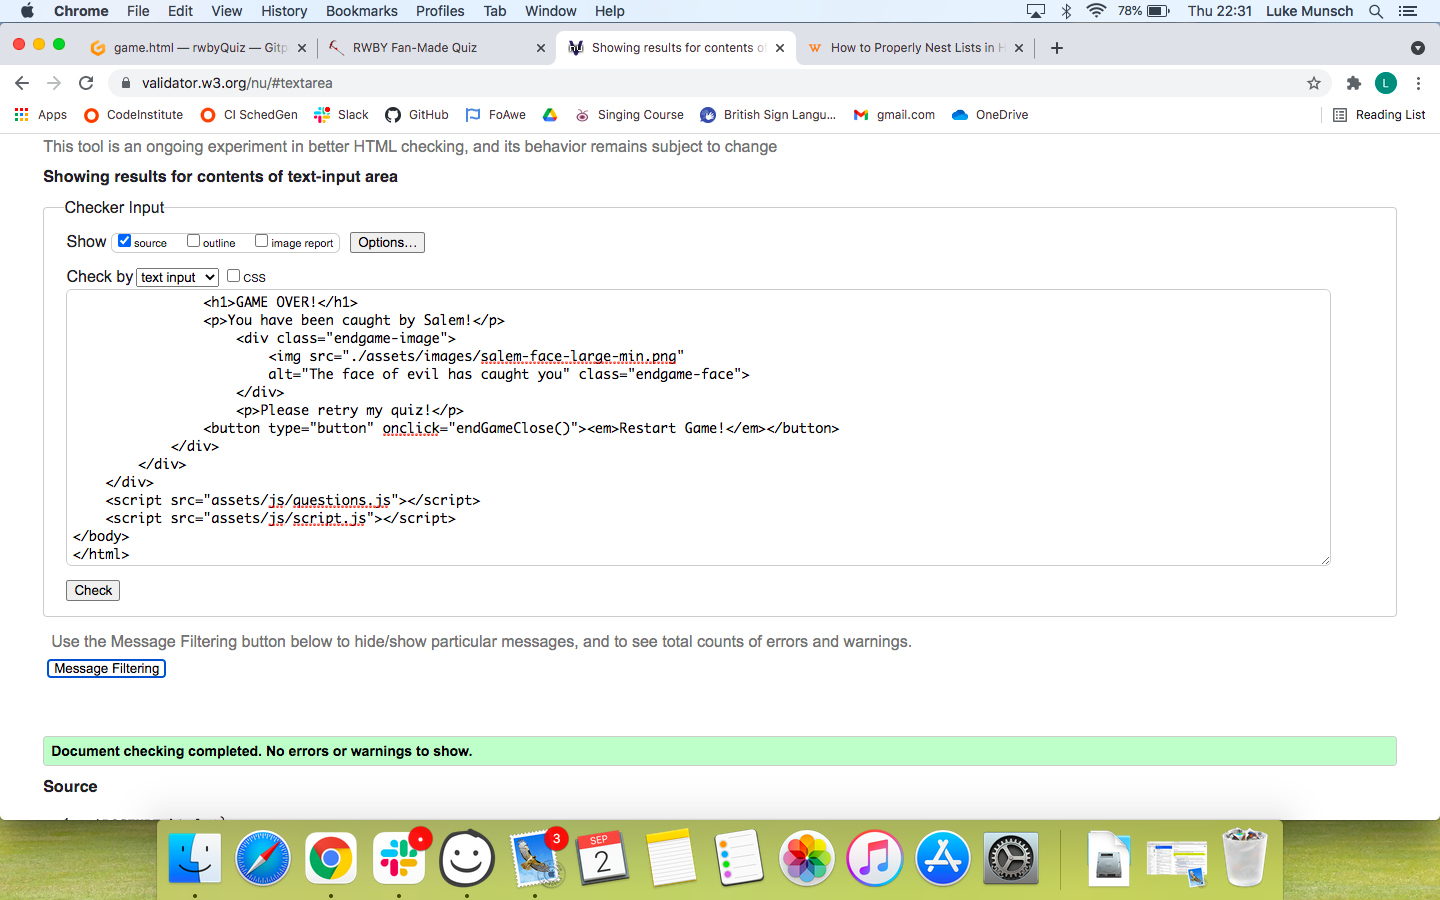 Chrome File Edit View History Bookmarks Profiles Tab Window Help 78% Thu 22:31 Luke Munsch
game.html — rwbyQuiz — Gitp RWBY Fan-Made Quiz Showing results for contents of How to Properly Nest Lists in H
validator.w3.org/nu/#textarea L
Apps CodeInstitute CI SchedGen Slack GitHub FoAwe Singing Course British Sign Langu... gmail.com OneDrive Reading List
This tool is an ongoing experiment in better HTML checking, and its behavior remains subject to change
Showing results for contents of text-input area
Checker Input
Show source outline image report Options...
Check by text input CSS
<h1>GAME OVER!</h1>
<p>You have been caught by Salem!</p>
<div class="endgame-image">
<img src="./assets/images/salem-face-large-min.png"
alt="The face of evil has caught you" class="endgame-face">
</div>
<p>Please retry my quiz!</p>
<button type="button" onclick="endGameClose()"><em>Restart Game!</em></button>
</div>
</div>
</div>
<script src="assets/js/questions.js"></script>
<script src="assets/js/script.js"></script>
</body>
</html>
Check
Use the Message Filtering button below to hide/show particular messages, and to see total counts of errors and warnings.
Message Filtering
Document checking completed. No errors or warnings to show.
Source
3
SEP
2